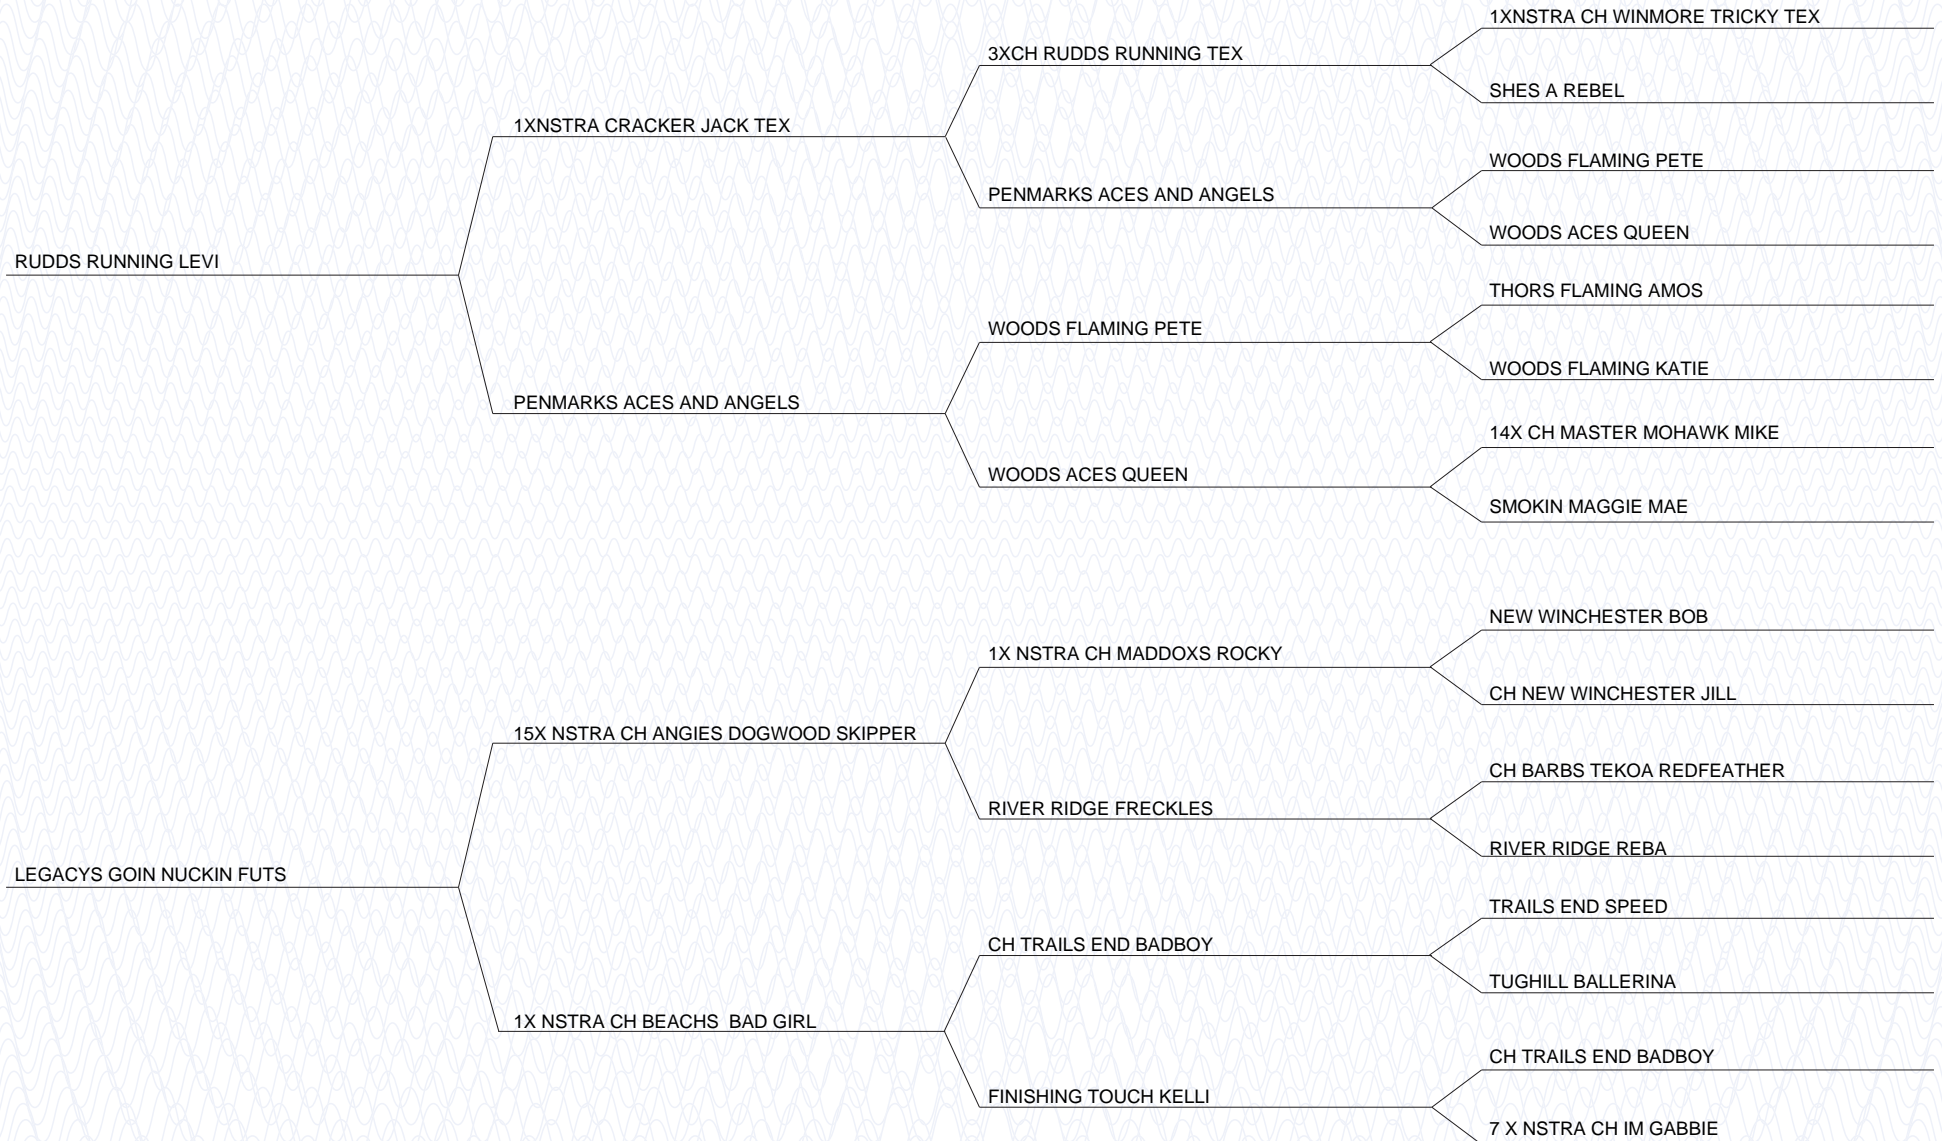 1XNSTRA CH WINMORE TRICKY TEX
3XCH RUDDS RUNNING TEX
SHES A REBEL
1XNSTRA CRACKER JACK TEX
WOODS FLAMING PETE
PENMARKS ACES AND ANGELS
WOODS ACES QUEEN
RUDDS RUNNING LEVI
THORS FLAMING AMOS
WOODS FLAMING PETE
WOODS FLAMING KATIE
PENMARKS ACES AND ANGELS
14X CH MASTER MOHAWK MIKE
WOODS ACES QUEEN
SMOKIN MAGGIE MAE
NEW WINCHESTER BOB
1X NSTRA CH MADDOXS ROCKY
CH NEW WINCHESTER JILL
15X NSTRA CH ANGIES DOGWOOD SKIPPER
CH BARBS TEKOA REDFEATHER
RIVER RIDGE FRECKLES
RIVER RIDGE REBA
LEGACYS GOIN NUCKIN FUTS
TRAILS END SPEED
CH TRAILS END BADBOY
TUGHILL BALLERINA
1X NSTRA CH BEACHS  BAD GIRL
CH TRAILS END BADBOY
FINISHING TOUCH KELLI
7 X NSTRA CH IM GABBIE